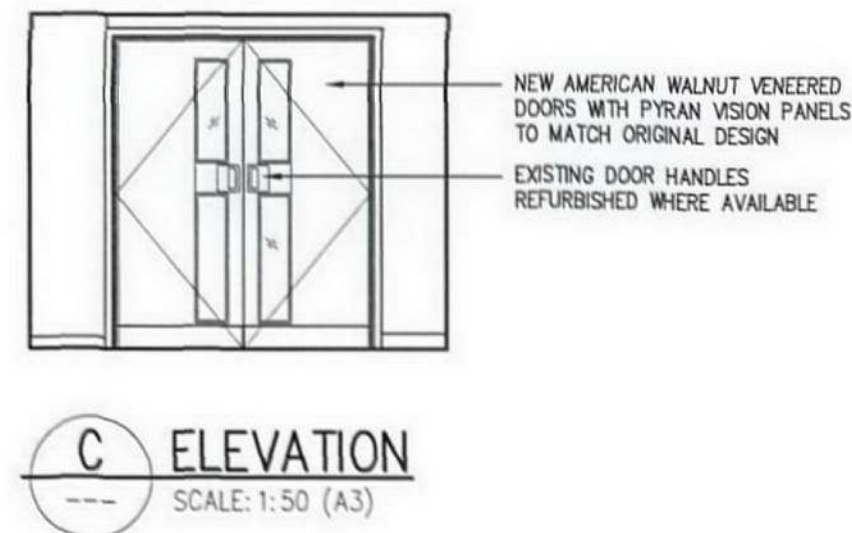 NEW AMERICAN WALNUT VENEERED
DOORS WITH PYRAN VISION PANELS
TO MATCH ORIGINAL DESIGN
EXISTING DOOR HANDLES
REFURBISHED WHERE AVAILABLE
C
---
ELEVATION
SCALE: 1:50 (A3)